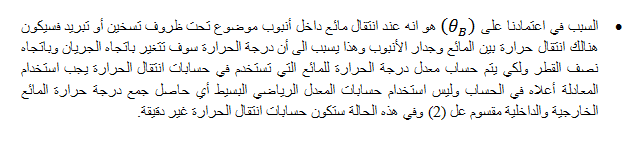 • السبب في اعتمادنا على (θB) هو انه عند انتقال مائع داخل أنبوب موضوع تحت ظروف تسخين أو تبريد فسيكون
هنالك انتقال حرارة بين المائع وجدار الأنبوب وهذا يسبب الى أن درجة الحرارة سوف تتغير باتجاه الجريان وباتجاه
نصف القطر ولكي يتم حساب معدل درجة الحرارة للمائع التي تستخدم في حسابات انتقال الحرارة يجب استخدام
المعادلة أعلاه في الحساب وليس استخدام حسابات المعدل الرياضي البسيط أي حاصل جمع درجة حرارة المائع
الخارجية والداخلية مقسوم عل (2) وفي هذه الحالة ستكون حسابات انتقال الحرارة غير دقيقة.